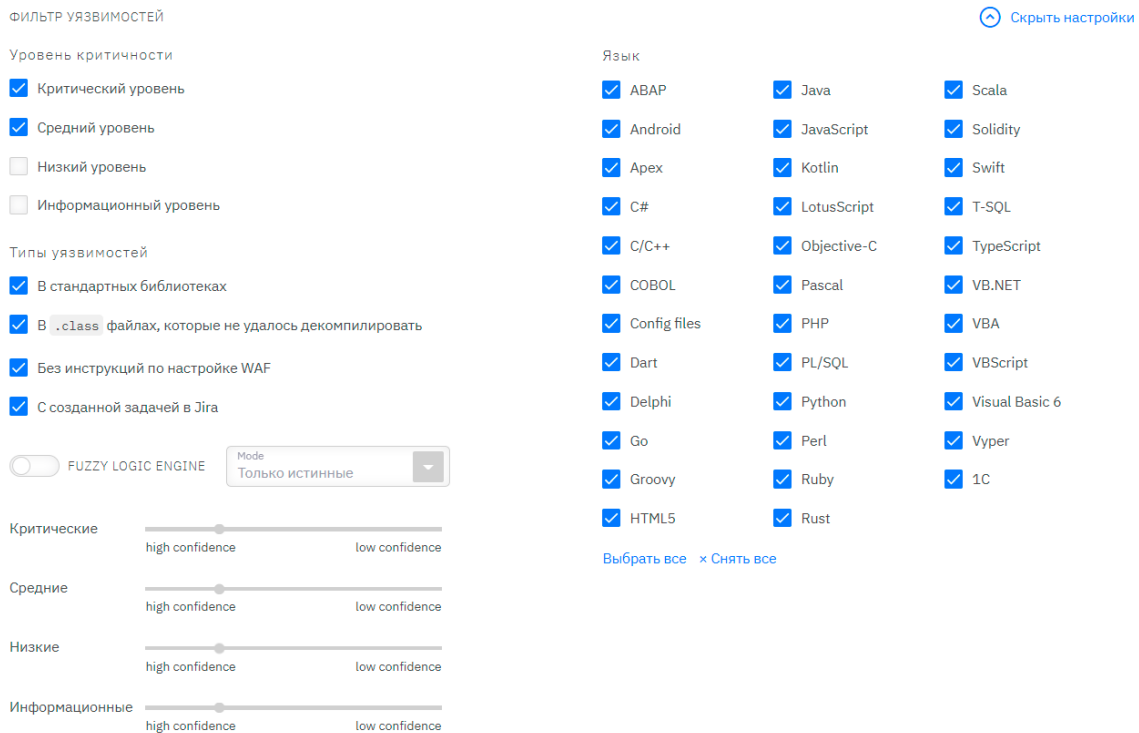 ФИЛЬТР УЯЗВИМОСТЕЙ
Скрыть настройки
Уровень критичности
Критический уровень
Средний уровень
Низкий уровень
Информационный уровень
Типы уязвимостей
В стандартных библиотеках
В .class файлах, которые не удалось декомпилировать
Без инструкций по настройке WAF
С созданной задачей в Jira
FUZZY LOGIC ENGINE
Mode
Только истинные
Критические
high confidence low confidence
Средние
high confidence low confidence
Низкие
high confidence low confidence
Информационные
high confidence low confidence
Язык
ABAP
Android
Apex
C#
C/C++
COBOL
Config files
Dart
Delphi
Go
Groovy
HTML5
Java
JavaScript
Kotlin
LotusScript
Objective-C
Pascal
PHP
PL/SQL
Python
Perl
Ruby
Rust
Scala
Solidity
Swift
T-SQL
TypeScript
VB.NET
VBA
VBScript
Visual Basic 6
Vyper
1C
Выбрать все × Снять все